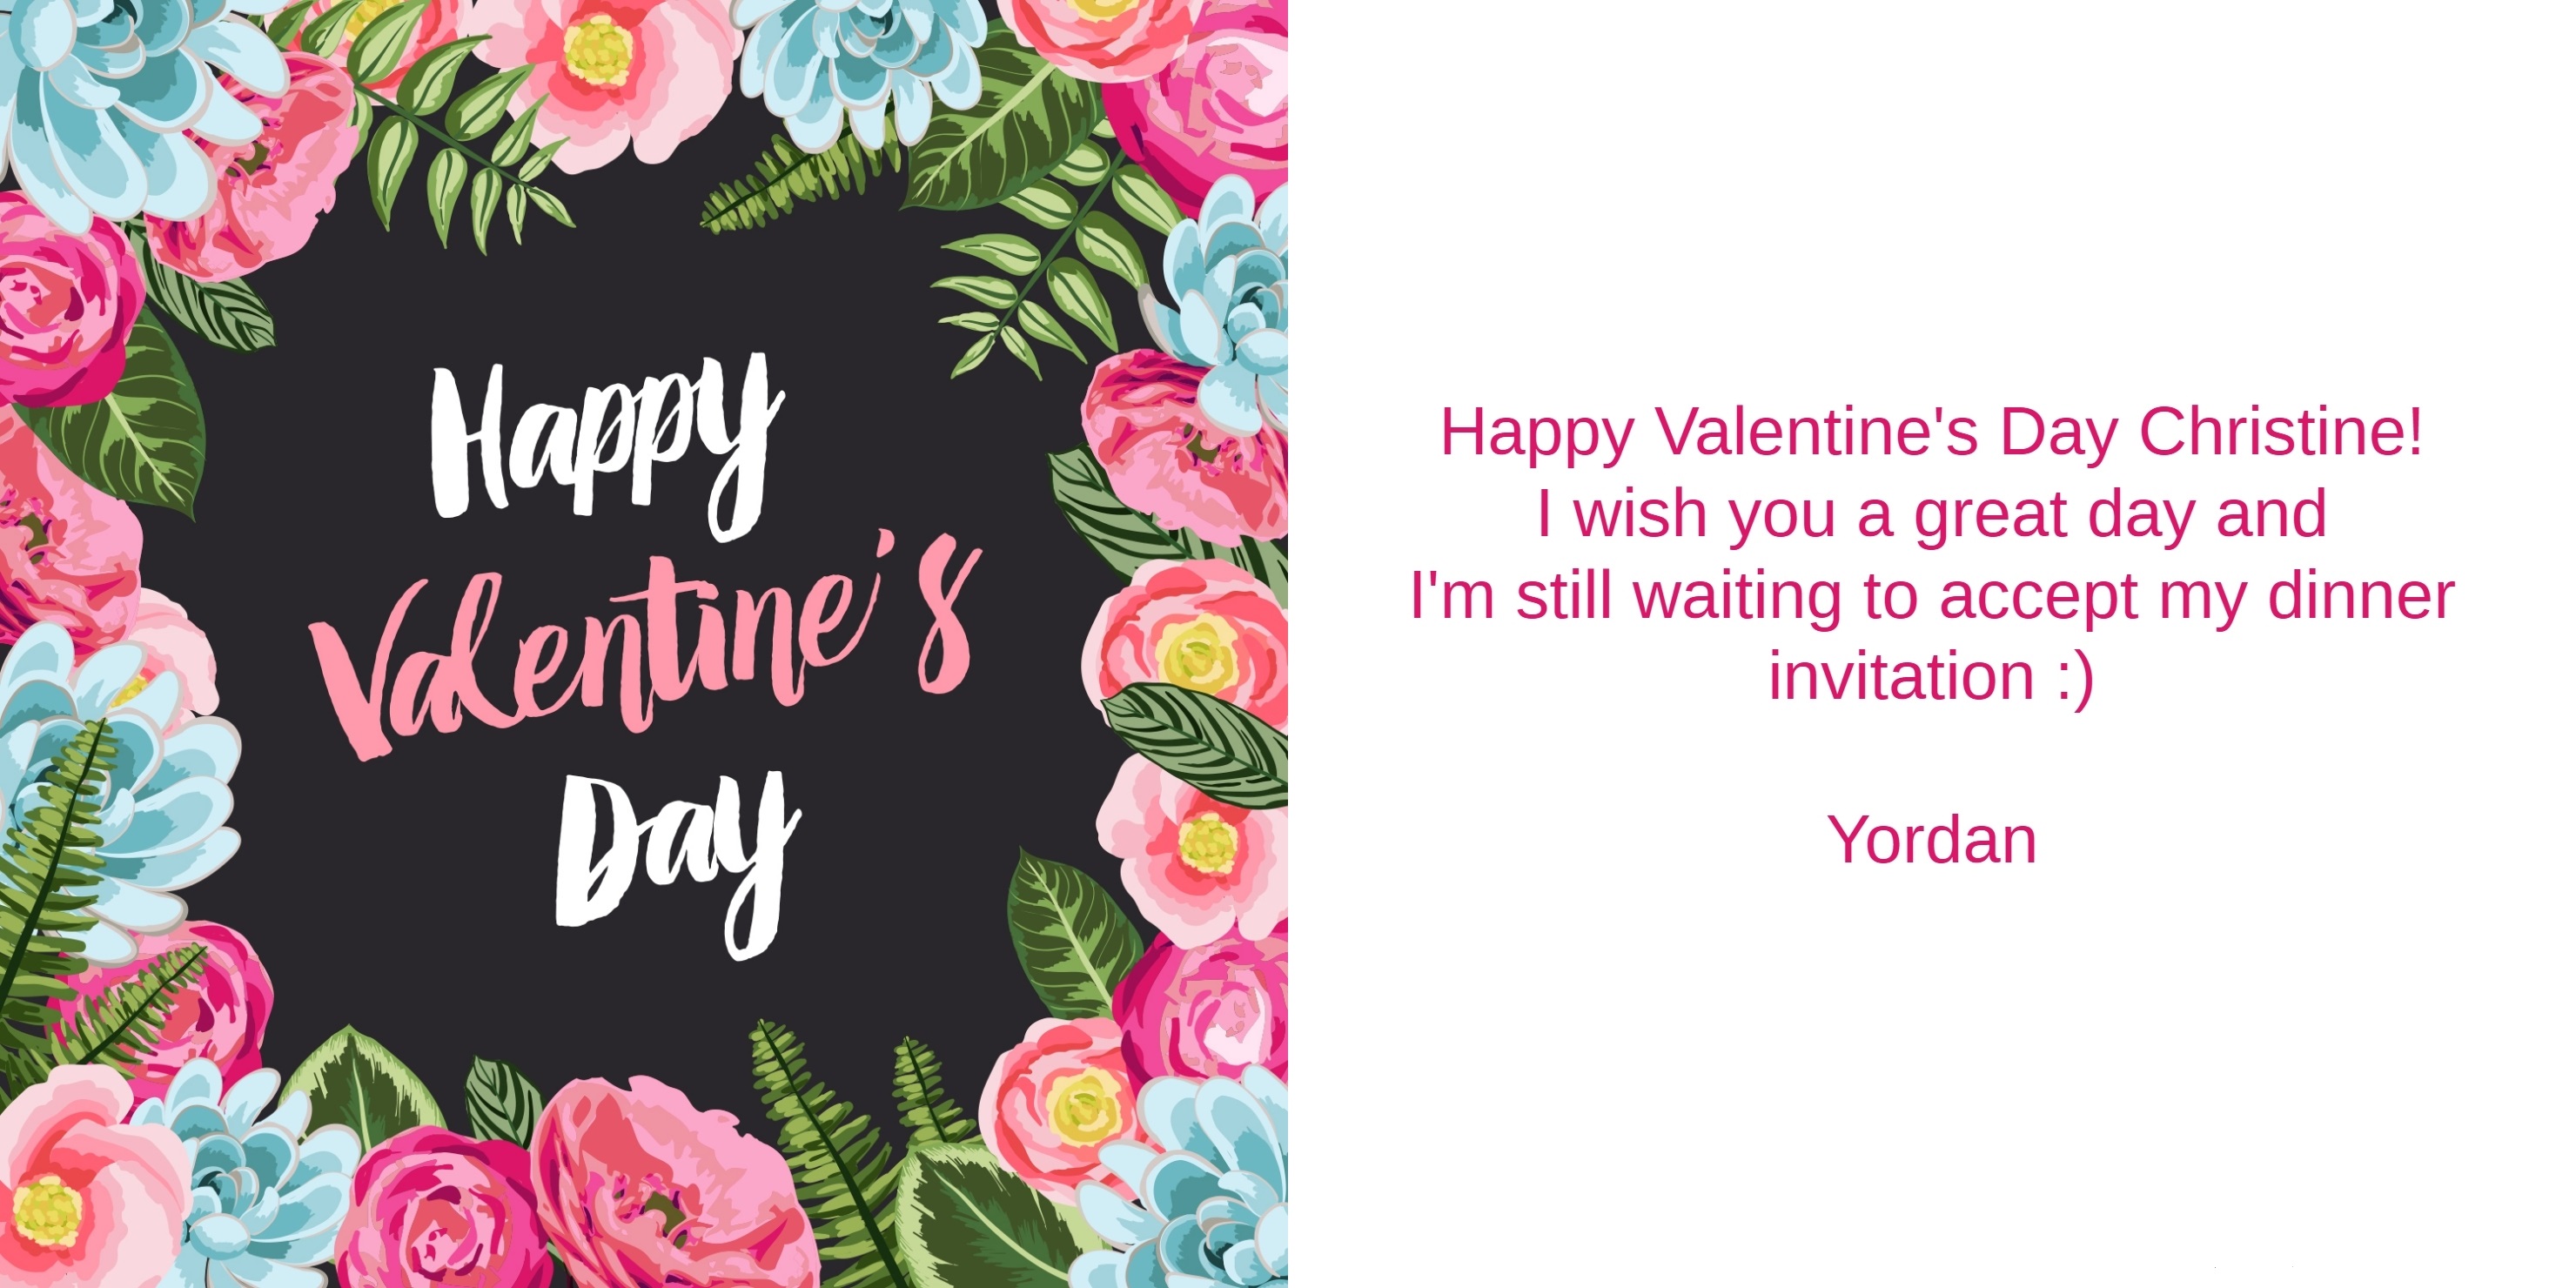 Happy
Valentine's
Day
Happy Valentine's Day Christine!
I wish you a great day and
I'm still waiting to accept my dinner
invitation :)
Yordan